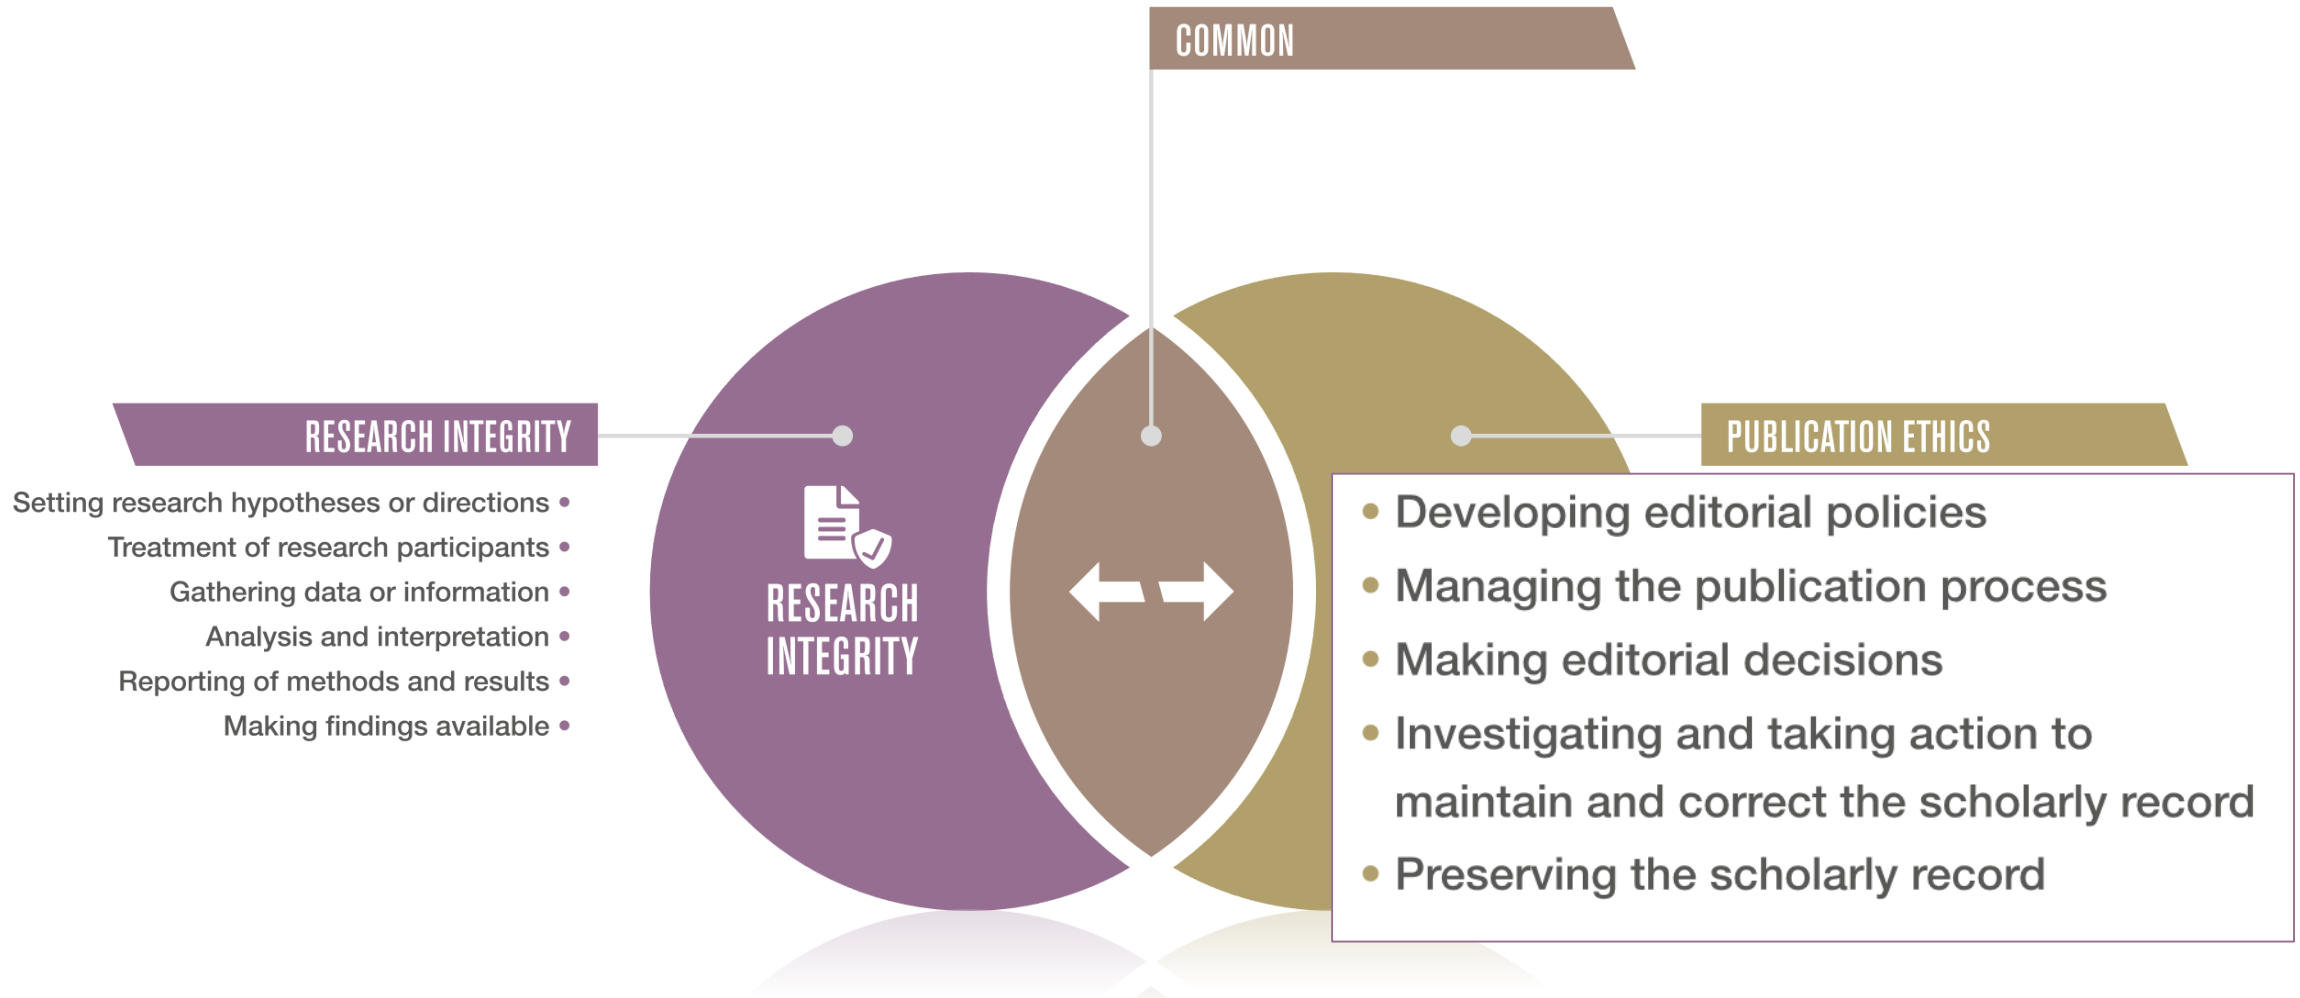 COMMON
RESEARCH INTEGRITY
Setting research hypotheses or directions •
Treatment of research participants •
Gathering data or information •
Analysis and interpretation •
Reporting of methods and results •
Making findings available •
RESEARCH
INTEGRITY
PUBLICATION ETHICS
• Developing editorial policies
• Managing the publication process
• Making editorial decisions
• Investigating and taking action to
maintain and correct the scholarly record
• Preserving the scholarly record